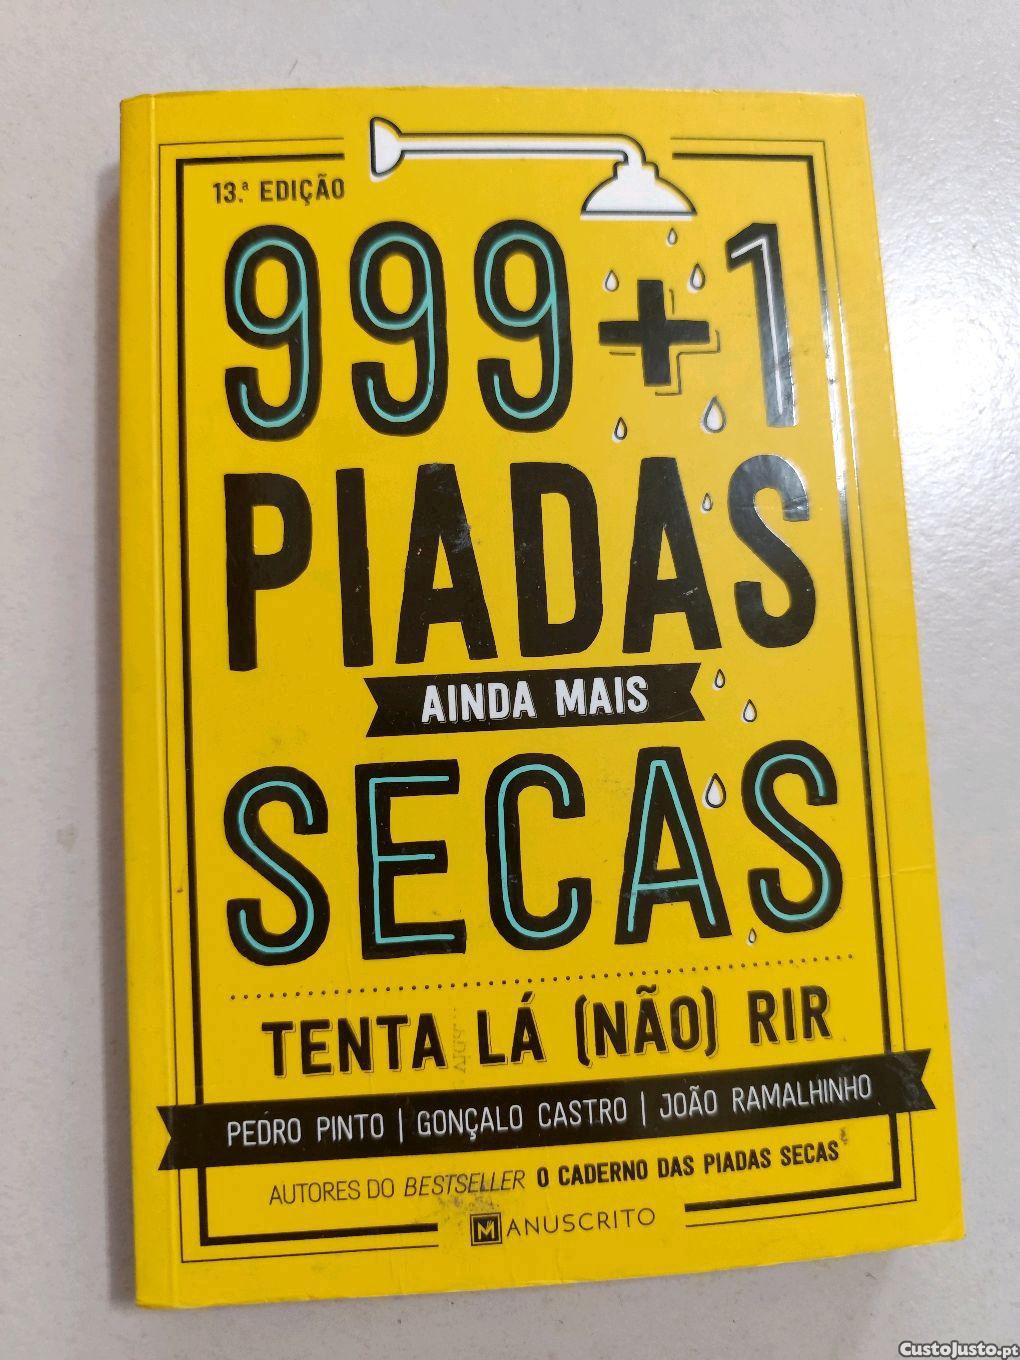 13.ª EDIÇÃO
999+1
PIADAS
AINDA MAIS
SECAS
TENTA LÁ (NÃO) RIR
PEDRO PINTO | GONÇALO CASTRO | JOÃO RAMALHINHO
AUTORES DO BESTSELLER O CADERNO DAS PIADAS SECAS
MANUSCRITO
CustoJusto.pt